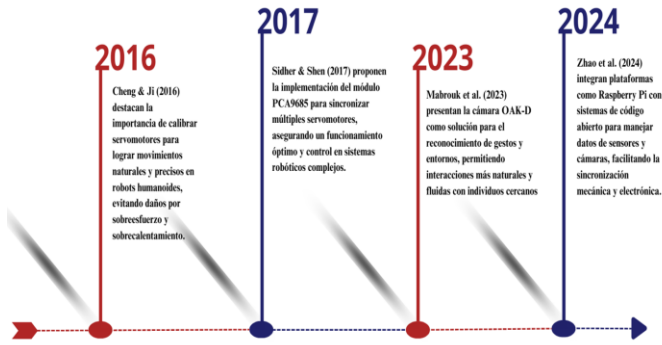 2016
Cheng & Ji (2016)
destacan la
importancia de calibrar
servomotores para
lograr movimientos
naturales y precisos en
robots humanoides,
evitando daños por
sobreesfuerzo y
sobrecalentamiento.
2017
Sidher & Shen (2017) proponen
la implementación del módulo
PCA9685 para sincronizar
múltiples servomotores,
asegurando un funcionamiento
óptimo y control en sistemas
robóticos complejos.
2023
Mabrouk et al. (2023)
presentan la cámara OAK-D
como solución para el
reconocimiento de gestos y
entornos, permitiendo
interacciones más naturales y
fluidas con individuos cercanos
2024
Zhao et al. (2024)
integran plataformas
como Raspberry Pi con
sistemas de código
abierto para manejar
datos de sensores y
cámaras, facilitando la
sincronización
mecánica y electrónica.